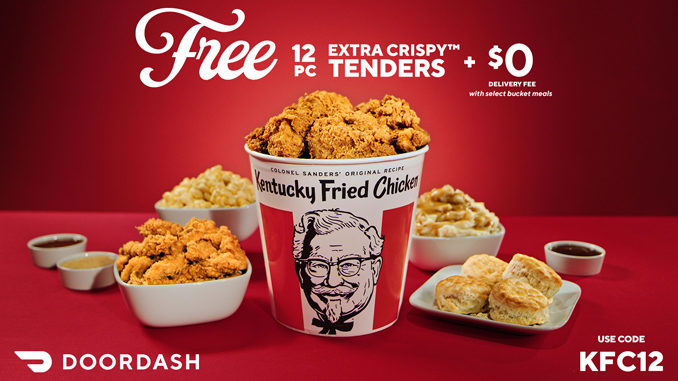 Free 12 PC EXTRA CRISPY™ TENDERS + $0
DELIVERY FEE
with select bucket meals
COLONEL SANDERS' ORIGINAL RECIPE
Kentucky Fried Chicken
DOORDASH
USE CODE
KFC12